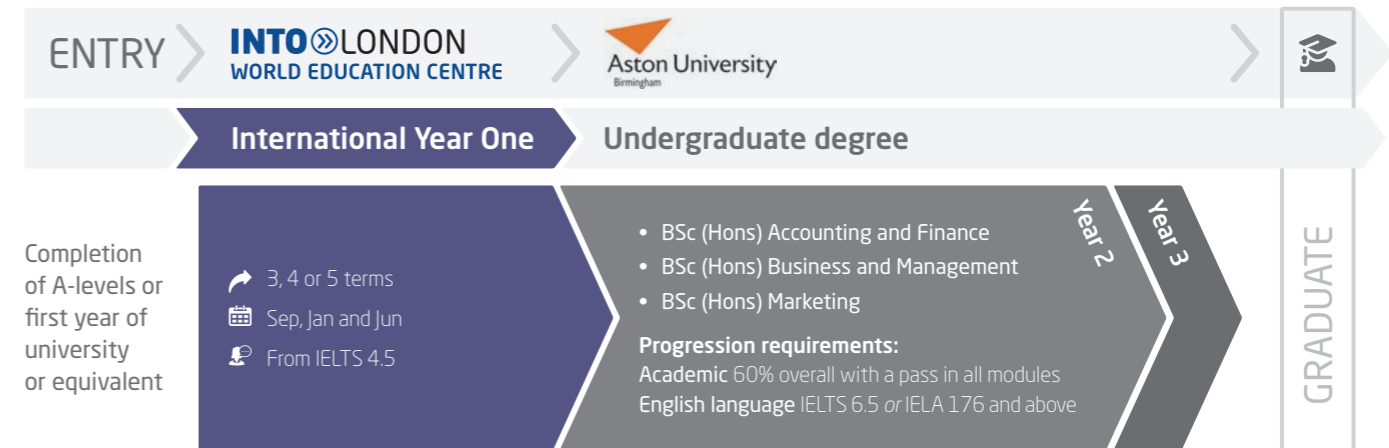 ENTRY
INTO LONDON
WORLD EDUCATION CENTRE
Aston University
Birmingham
International Year One
Undergraduate degree
Completion
of A-levels or
first year of
university
or equivalent
3, 4 or 5 terms
Sep, Jan and Jun
From IELTS 4.5
• BSc (Hons) Accounting and Finance
• BSc (Hons) Business and Management
• BSc (Hons) Marketing
Progression requirements:
Academic 60% overall with a pass in all modules
English language IELTS 6.5 or IELA 176 and above
Year 2
Year 3
GRADUATE